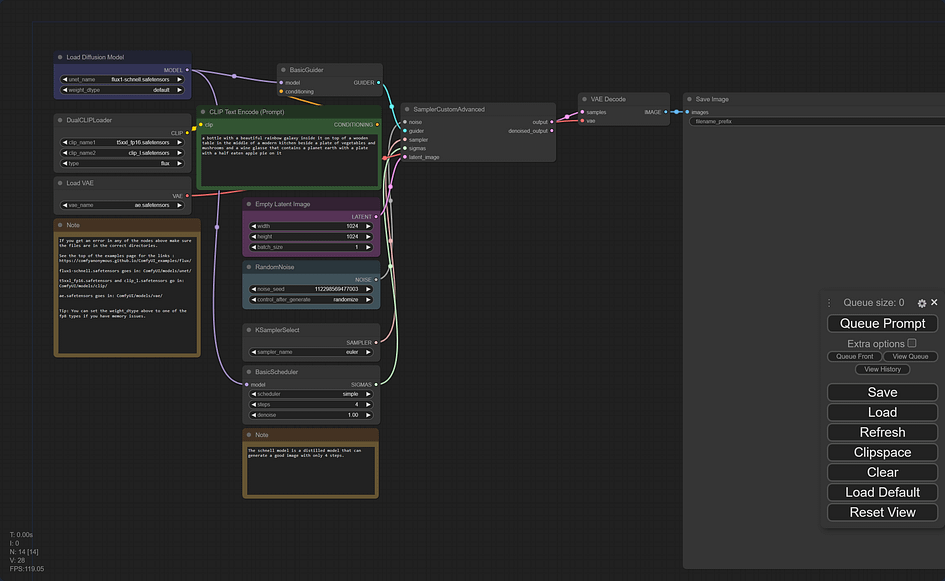 Load Diffusion Model
MODEL
unet_name flux1-schnell.safetensors
weight_dtype default
DualCLIPLoader
CLIP
clip_name1 t5xxl_fp16.safetensors
clip_name2 clip_l.safetensors
type flux
Load VAE
VAE
vae_name ae.safetensors
Note
If you get an error in any of the nodes above make sure
the files are in the correct directories.
See the top of the examples page for the links :
https://comfyanonymous.github.io/ComfyUI_examples/flux/
flux1-schnell.safetensors goes in: ComfyUI/models/unet/
t5xxl_fp16.safetensors and clip_l.safetensors go in:
ComfyUI/models/clip/
ae.safetensors goes in: ComfyUI/models/vae/
Tip: You can set the weight_dtype above to one of the
fp8 types if you have memory issues.
BasicGuider
model GUIDER
conditioning
CLIP Text Encode (Prompt)
clip CONDITIONING
a bottle with a beautiful rainbow galaxy inside it on top of a wooden
table in the middle of a modern kitchen beside a plate of vegetables and
mushrooms and a wine glasse that contains a planet earth with a plate
with a half eaten apple pie on it
Empty Latent Image
LATENT
width 1024
height 1024
batch_size 1
RandomNoise
NOISE
noise_seed 112298569477003
control_after_generate randomize
KSamplerSelect
SAMPLER
sampler_name euler
BasicScheduler
model SIGMAS
scheduler simple
steps 4
denoise 1.00
Note
The schnell model is a distilled model that can
generate a good image with only 4 steps.
SamplerCustomAdvanced
noise output
guider denoised_output
sampler
sigmas
latent_image
VAE Decode
samples IMAGE
vae
Save Image
images
filename_prefix
Queue size: 0
Queue Prompt
Extra options
Queue Front View Queue
View History
Save
Load
Refresh
Clipspace
Clear
Load Default
Reset View
T: 0.00s
I: 0
N: 14 [14]
V: 28
FPS:119.05